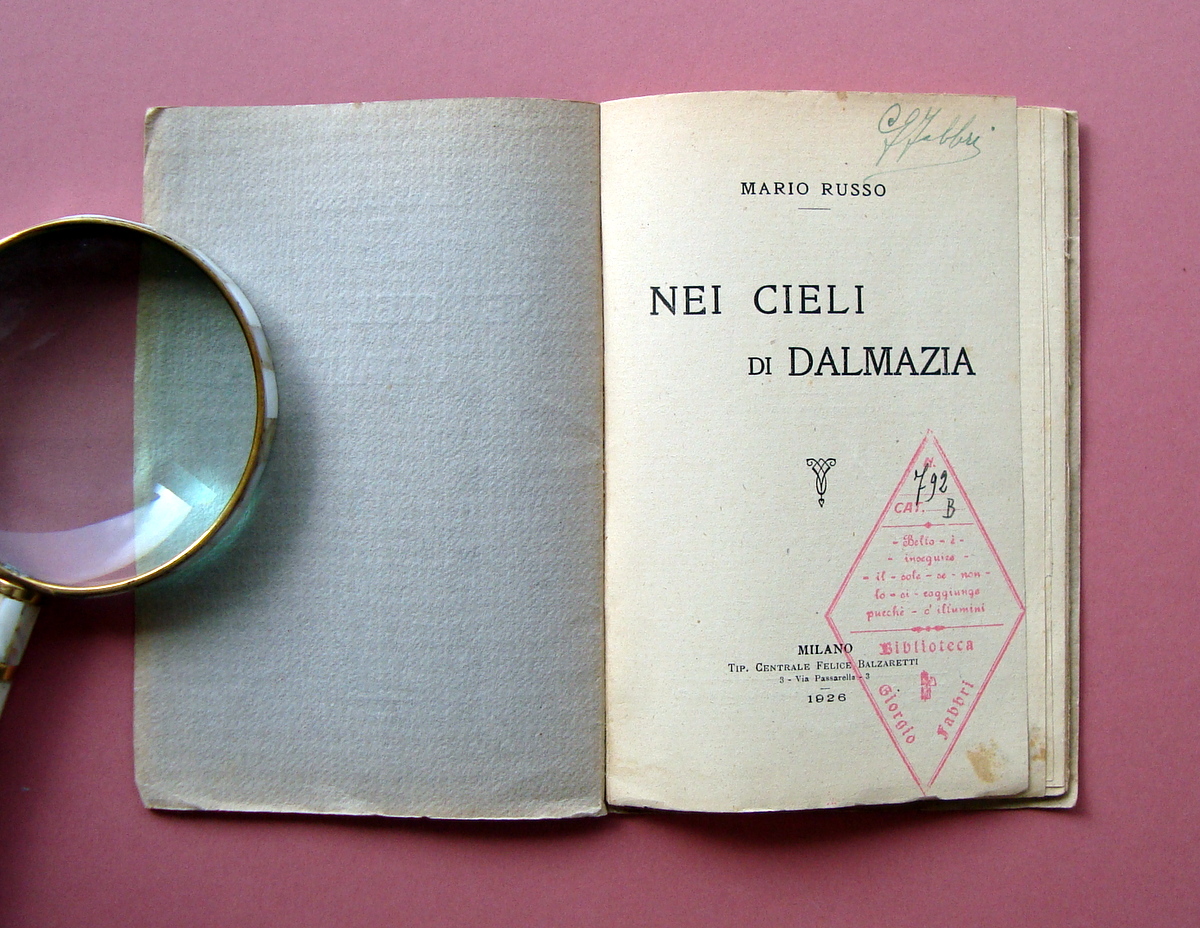 G Fabbri
MARIO RUSSO
NEI CIELI
DI DALMAZIA
N.
792
CAT. B
- Bello - è -
- inseguire -
- il - sole - se - non -
lo - si - raggiunge
purchè - c' illumini
Biblioteca
Giorgio Fabbri
MILANO
TIP. CENTRALE FELICE BALZARETTI
3 - Via Passarella - 3
1926